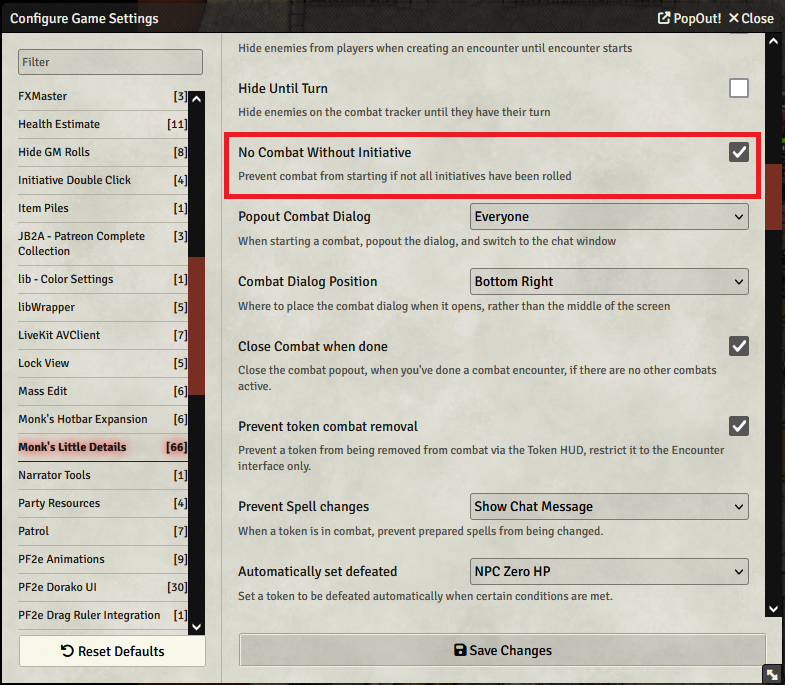 Configure Game Settings
PopOut! Close
Filter
FXMaster [3]
Health Estimate [11]
Hide GM Rolls [8]
Initiative Double Click [4]
Item Piles [1]
JB2A - Patreon Complete [3]
Collection
lib - Color Settings [1]
libWrapper [5]
LiveKit AVClient [7]
Lock View [5]
Mass Edit [6]
Monk's Hotbar Expansion [6]
Monk's Little Details [66]
Narrator Tools [1]
Party Resources [4]
Patrol [7]
PF2e Animations [9]
PF2e Dorako UI [30]
PF2e Drag Ruler Integration [1]
Reset Defaults
Hide enemies from players when creating an encounter until encounter starts
Hide Until Turn
Hide enemies on the combat tracker until they have their turn
No Combat Without Initiative
Prevent combat from starting if not all initiatives have been rolled
Popout Combat Dialog Everyone
When starting a combat, popout the dialog, and switch to the chat window
Combat Dialog Position Bottom Right
Where to place the combat dialog when it opens, rather than the middle of the screen
Close Combat when done
Close the combat popout, when you've done a combat encounter, if there are no other combats
active.
Prevent token combat removal
Prevent a token from being removed from combat via the Token HUD, restrict it to the Encounter
interface only.
Prevent Spell changes Show Chat Message
When a token is in combat, prevent prepared spells from being changed.
Automatically set defeated NPC Zero HP
Set a token to be defeated automatically when certain conditions are met.
Save Changes